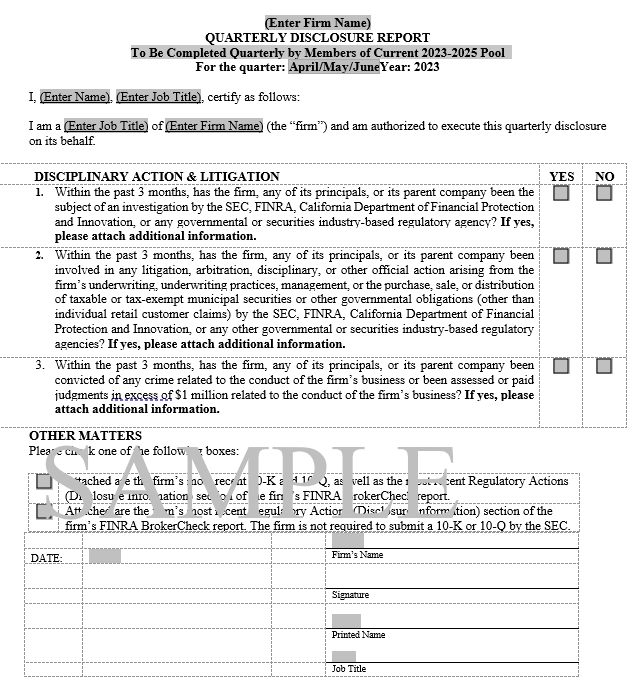 (Enter Firm Name)
QUARTERLY DISCLOSURE REPORT
To Be Completed Quarterly by Members of Current 2023-2025 Pool
For the quarter: April/May/JuneYear: 2023
I, (Enter Name), (Enter Job Title), certify as follows:
I am a (Enter Job Title) of (Enter Firm Name) (the “firm”) and am authorized to execute this quarterly disclosure
on its behalf.
DISCIPLINARY ACTION & LITIGATION YES NO
1. Within the past 3 months, has the firm, any of its principals, or its parent company been the
subject of an investigation by the SEC, FINRA, California Department of Financial Protection
and Innovation, or any governmental or securities industry-based regulatory agency? If yes,
please attach additional information.
2. Within the past 3 months, has the firm, any of its principals, or its parent company been
involved in any litigation, arbitration, disciplinary, or other official action arising from the
firm’s underwriting, underwriting practices, management, or the purchase, sale, or distribution
of taxable or tax-exempt municipal securities or other governmental obligations (other than
individual retail customer claims) by the SEC, FINRA, California Department of Financial
Protection and Innovation, or any other governmental or securities industry-based regulatory
agencies? If yes, please attach additional information.
3. Within the past 3 months, has the firm, any of its principals, or its parent company been
convicted of any crime related to the conduct of the firm’s business or been assessed or paid
judgments in excess of $1 million related to the conduct of the firm’s business? If yes, please
attach additional information.
OTHER MATTERS
Please check one of the following boxes:
SAMPLE
Attached are the firm’s most recent 10-K and 10-Q, as well as the most recent Regulatory Actions
(Disclosure Information) section of the firm’s FINRA BrokerCheck report.
Attached are the firm’s most recent Regulatory Action (Disclosure Information) section of the
firm’s FINRA BrokerCheck report. The firm is not required to submit a 10-K or 10-Q by the SEC.
DATE:
Firm’s Name
Signature
Printed Name
Job Title